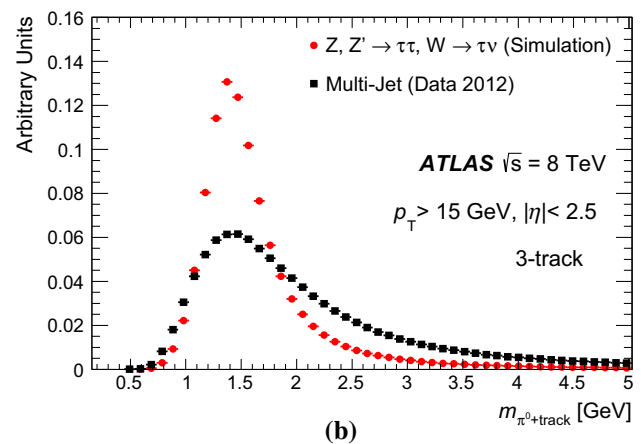 Arbitrary Units
0.16
0.14
0.12
0.1
0.08
0.06
0.04
0.02
0
Z, Z' → ττ, W → τν (Simulation)
Multi-Jet (Data 2012)
ATLAS √s = 8 TeV
p_T > 15 GeV, |η| < 2.5
3-track
0.5 1 1.5 2 2.5 3 3.5 4 4.5 5
m_π⁰+track [GeV]
(b)